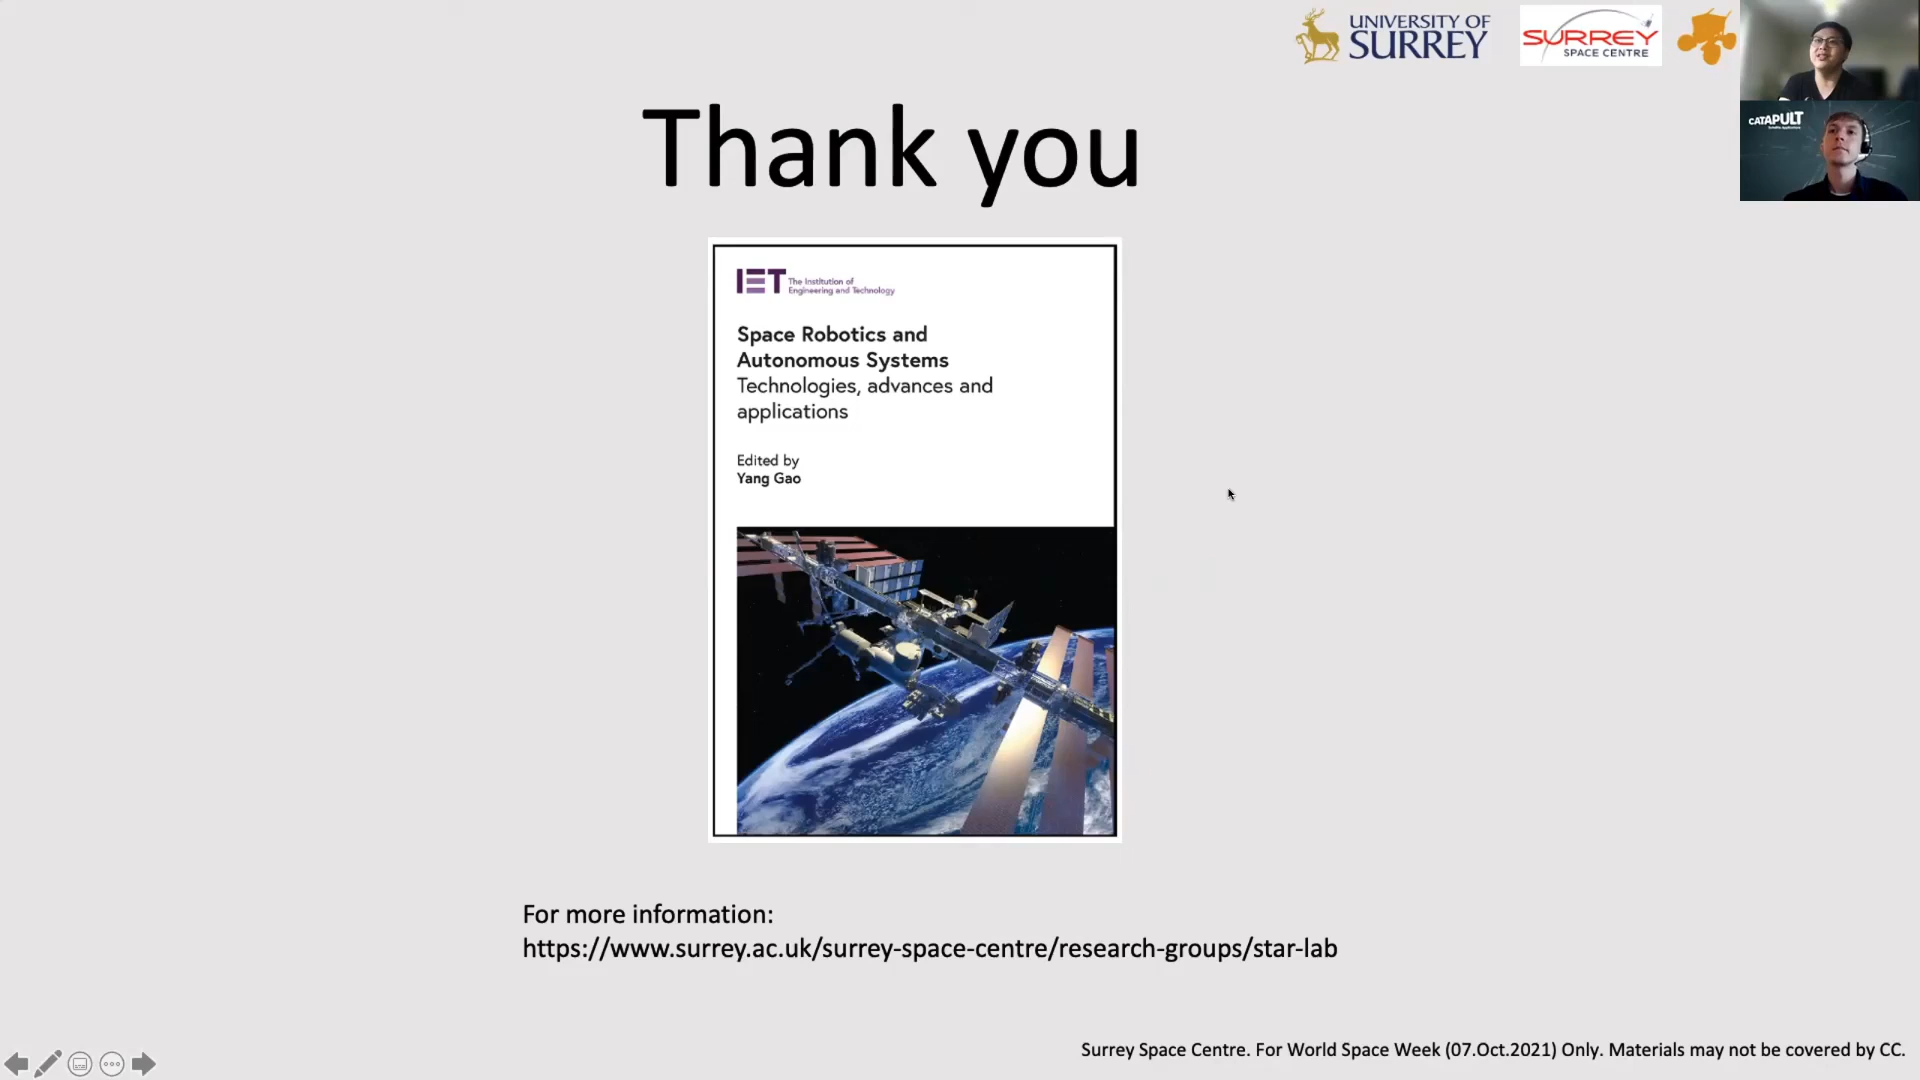 UNIVERSITY OF
SURREY
SURREY
SPACE CENTRE
CATAPULT
Satellite Applications
Thank you
IET The Institution of
Engineering and Technology
Space Robotics and
Autonomous Systems
Technologies, advances and
applications
Edited by
Yang Gao
For more information:
https://www.surrey.ac.uk/surrey-space-centre/research-groups/star-lab
Surrey Space Centre. For World Space Week (07.Oct.2021) Only. Materials may not be covered by CC.